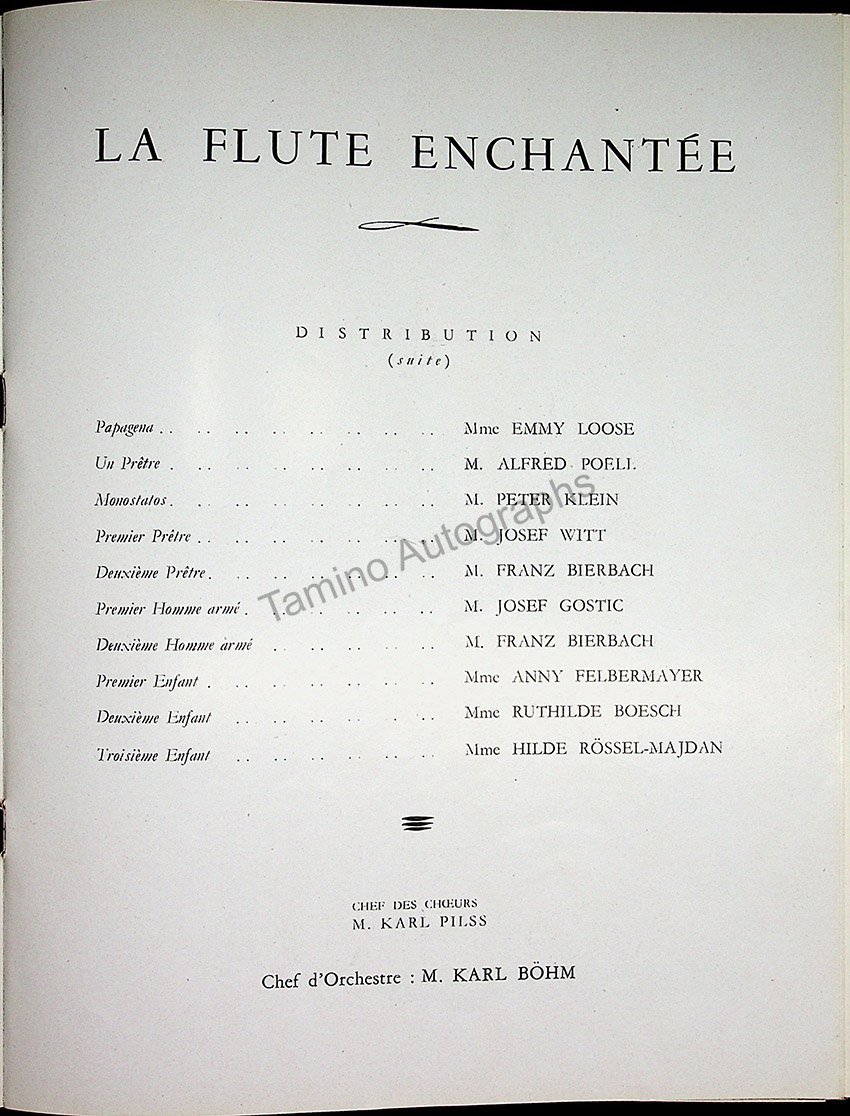 LA FLUTE ENCHANTÉE
DISTRIBUTION
(suite)
Papagena . . . . . . . . . . . . . . . . Mme EMMY LOOSE
Un Prêtre . . . . . . . . . . . . . . . M. ALFRED POELL
Monostatos . . . . . . . . . . . . . . . M. PETER KLEIN
Premier Prêtre . . . . . . . . . . . . . . M. JOSEF WITT
Deuxième Prêtre . . . . . . . . . . . . . M. FRANZ BIERBACH
Premier Homme armé . . . . . . . . . . . M. JOSEF GOSTIC
Deuxième Homme armé . . . . . . . . . . M. FRANZ BIERBACH
Premier Enfant . . . . . . . . . . . . . Mme ANNY FELBERMAYER
Deuxième Enfant . . . . . . . . . . . . Mme RUTHILDE BOESCH
Troisième Enfant . . . . . . . . . . . . Mme HILDE RÖSSEL-MAJDAN
Tamino Autographs
CHEF DES CHŒURS
M. KARL PILSS
Chef d'Orchestre : M. KARL BÖHM